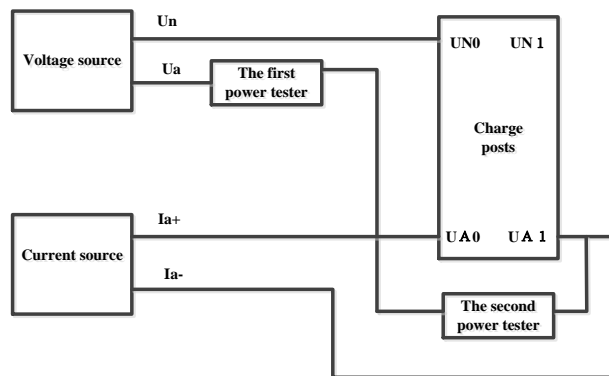 Un
Voltage source
Ua
The first
power tester
UN0 UN 1
Charge
posts
Ia+
UA0 UA 1
Current source
Ia-
The second
power tester